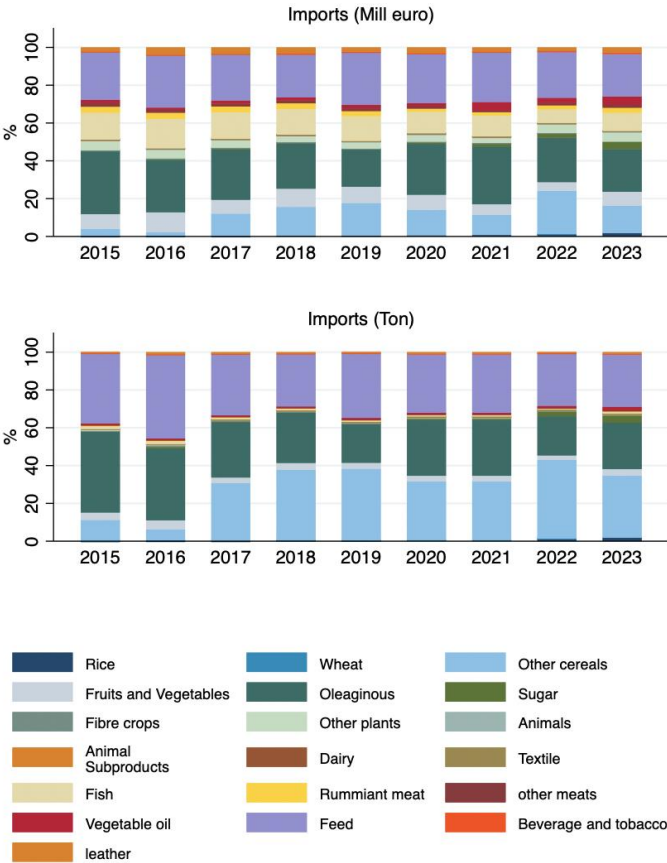 Imports (Mill euro)
100
80
60
40
20
0
%
2015 2016 2017 2018 2019 2020 2021 2022 2023
Imports (Ton)
100
80
60
40
20
0
%
2015 2016 2017 2018 2019 2020 2021 2022 2023
Rice Wheat Other cereals
Fruits and Vegetables Oleaginous Sugar
Fibre crops Other plants Animals
Animal
Subproducts Dairy Textile
Fish Rummiant meat other meats
Vegetable oil Feed Beverage and tobacco
leather